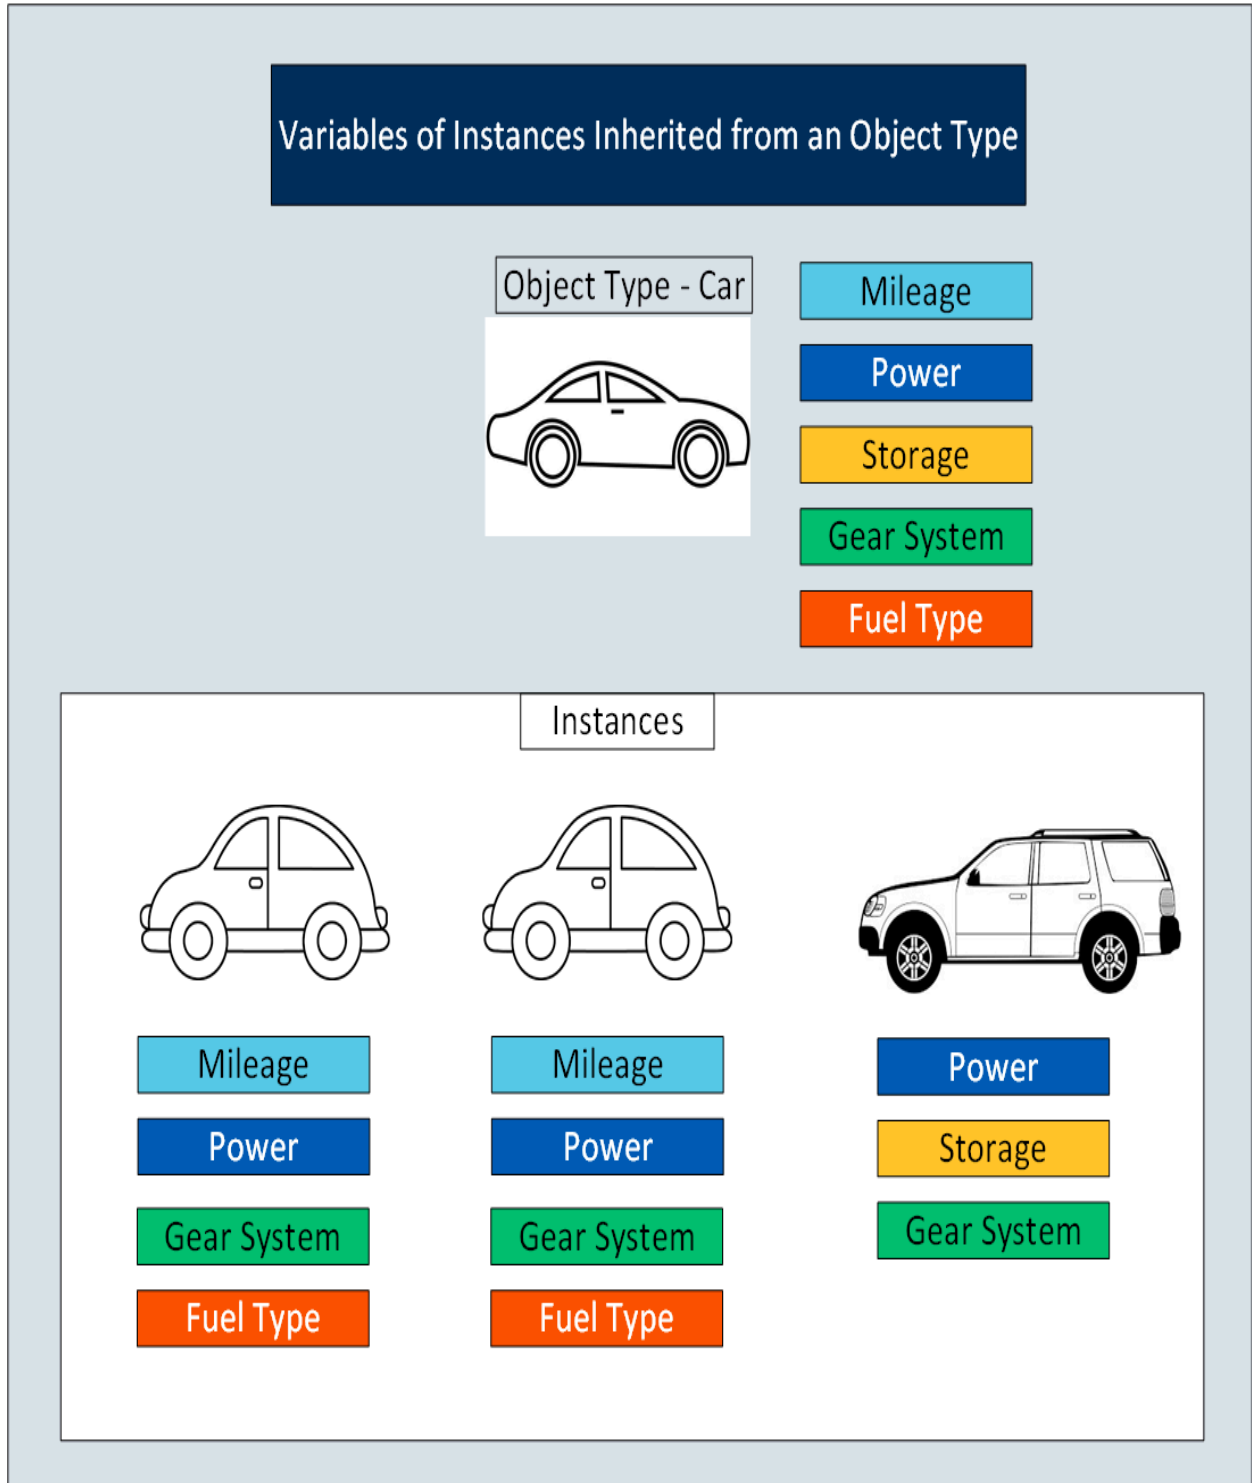 Variables of Instances Inherited from an Object Type
Object Type - Car
Mileage
Power
Storage
Gear System
Fuel Type
Instances
Mileage
Power
Gear System
Fuel Type
Mileage
Power
Gear System
Fuel Type
Power
Storage
Gear System